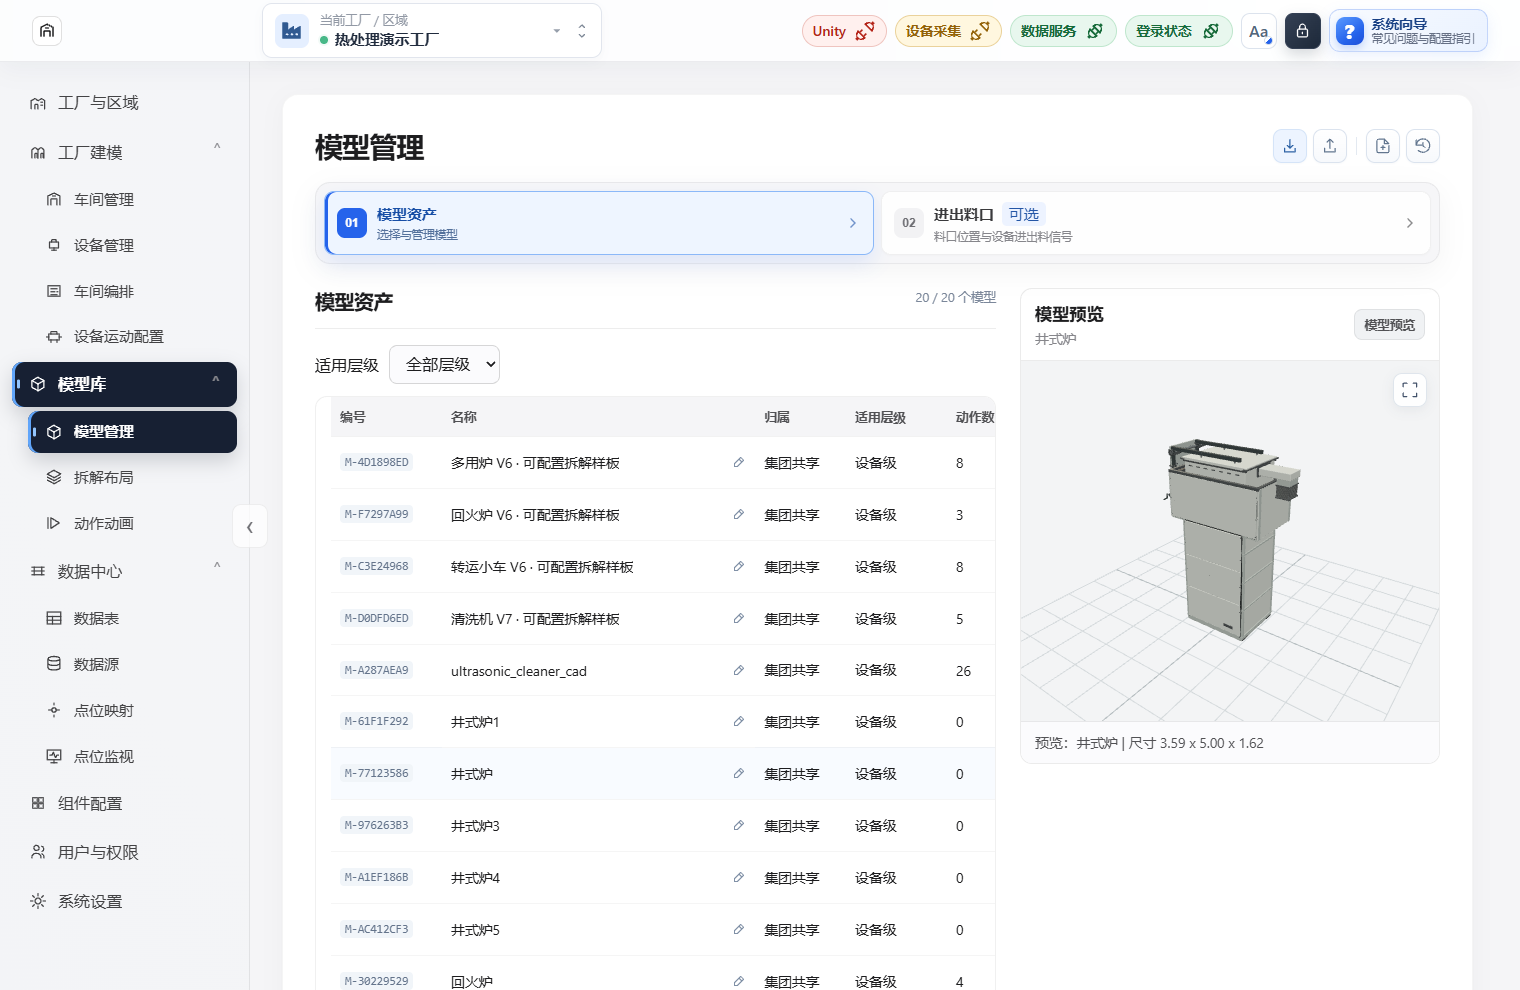 当前工厂 / 区域
热处理演示工厂
Unity
设备采集
数据服务
登录状态
Aa
?
系统向导
常见问题与配置指引
工厂与区域
工厂建模
车间管理
设备管理
车间编排
设备运动配置
模型库
模型管理
拆解布局
动作动画
数据中心
数据表
数据源
点位映射
点位监视
组件配置
用户与权限
系统设置
模型管理
01
模型资产
选择与管理模型
02
进出料口 可选
料口位置与设备进出料信号
模型资产
20 / 20 个模型
适用层级 全部层级
编号 名称 归属 适用层级 动作数
M-4D1898ED 多用炉 V6 · 可配置拆解样板 集团共享 设备级 8
M-F7297A99 回火炉 V6 · 可配置拆解样板 集团共享 设备级 3
M-C3E24968 转运小车 V6 · 可配置拆解样板 集团共享 设备级 8
M-D0DFD6ED 清洗机 V7 · 可配置拆解样板 集团共享 设备级 5
M-A287AEA9 ultrasonic_cleaner_cad 集团共享 设备级 26
M-61F1F292 井式炉1 集团共享 设备级 0
M-77123586 井式炉 集团共享 设备级 0
M-976263B3 井式炉3 集团共享 设备级 0
M-A1EF186B 井式炉4 集团共享 设备级 0
M-AC412CF3 井式炉5 集团共享 设备级 0
M-30229529 回火炉 集团共享 设备级 4
模型预览
井式炉
模型预览
预览：井式炉 | 尺寸 3.59 x 5.00 x 1.62